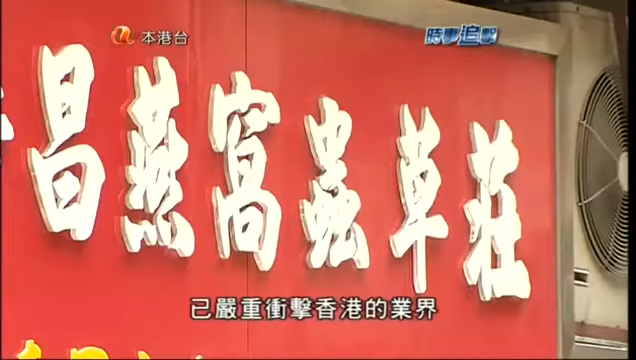 本港台
時事追擊
昌燕窩蟲草莊
已嚴重衝擊香港的業界